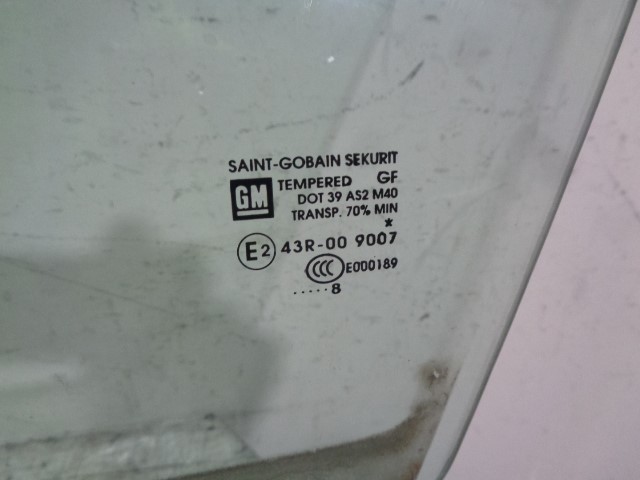 SAINT-GOBAIN SEKURIT
GM TEMPERED GF
DOT 39 AS2 M40
TRANSP. 70% MIN
*
E2 43R-00 9007
CCC E000189
.....8